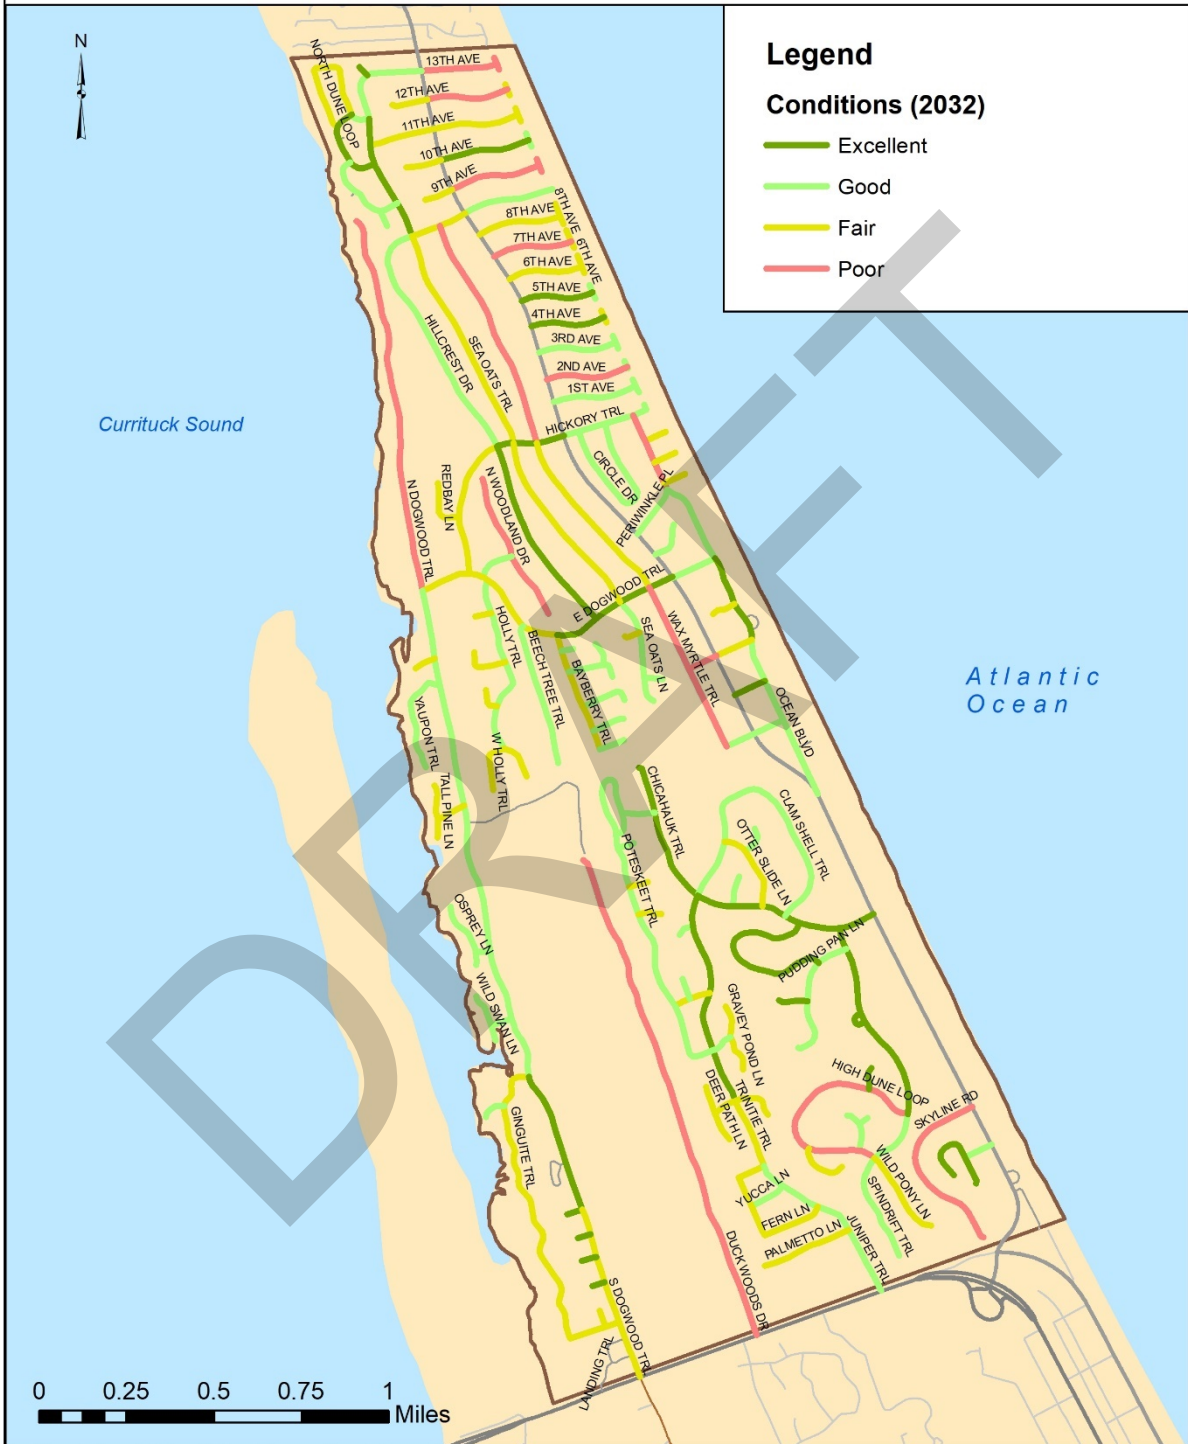 N
Legend
Conditions (2032)
Excellent
Good
Fair
Poor
13TH AVE
NORTH DUNE LOOP
12TH AVE
11TH AVE
10TH AVE
9TH AVE
8TH AVE
8TH AVE
7TH AVE
6TH AVE
6TH AVE
5TH AVE
4TH AVE
3RD AVE
2ND AVE
1ST AVE
HILLCREST DR
SEA OATS TRL
HICKORY TRL
Currituck Sound
CIRCLE DR
REDBAY LN
N WOODLAND DR
PERIWINKLE PL
N DOGWOOD TRL
E DOGWOOD TRL
HOLLY TRL
BEECH TREE TRL
BAYBERRY TRL
SEA OATS LN
WAX MYRTLE TRL
Atlantic
Ocean
OCEAN BLVD
YAUPON TRL
W HOLLY TRL
TALL PINE LN
CHICAHAUK TRL
CLAM SHELL TRL
OTTER SLIDE LN
POTESKEET TRL
OSPREY LN
PUDDING PAN LN
WILD SWAN LN
GRAVEY POND LN
HIGH DUNE LOOP
SKYLINE RD
DEER PATH LN
TRINITIE TRL
GINGUITE TRL
WILD PONY LN
YUCCA LN
SPINDRIFT TRL
FERN LN
PALMETTO LN
JUNIPER TRL
DUCK WOODS DR
S DOGWOOD TRL
LANDING TRL
0 0.25 0.5 0.75 1
Miles
DRAFT